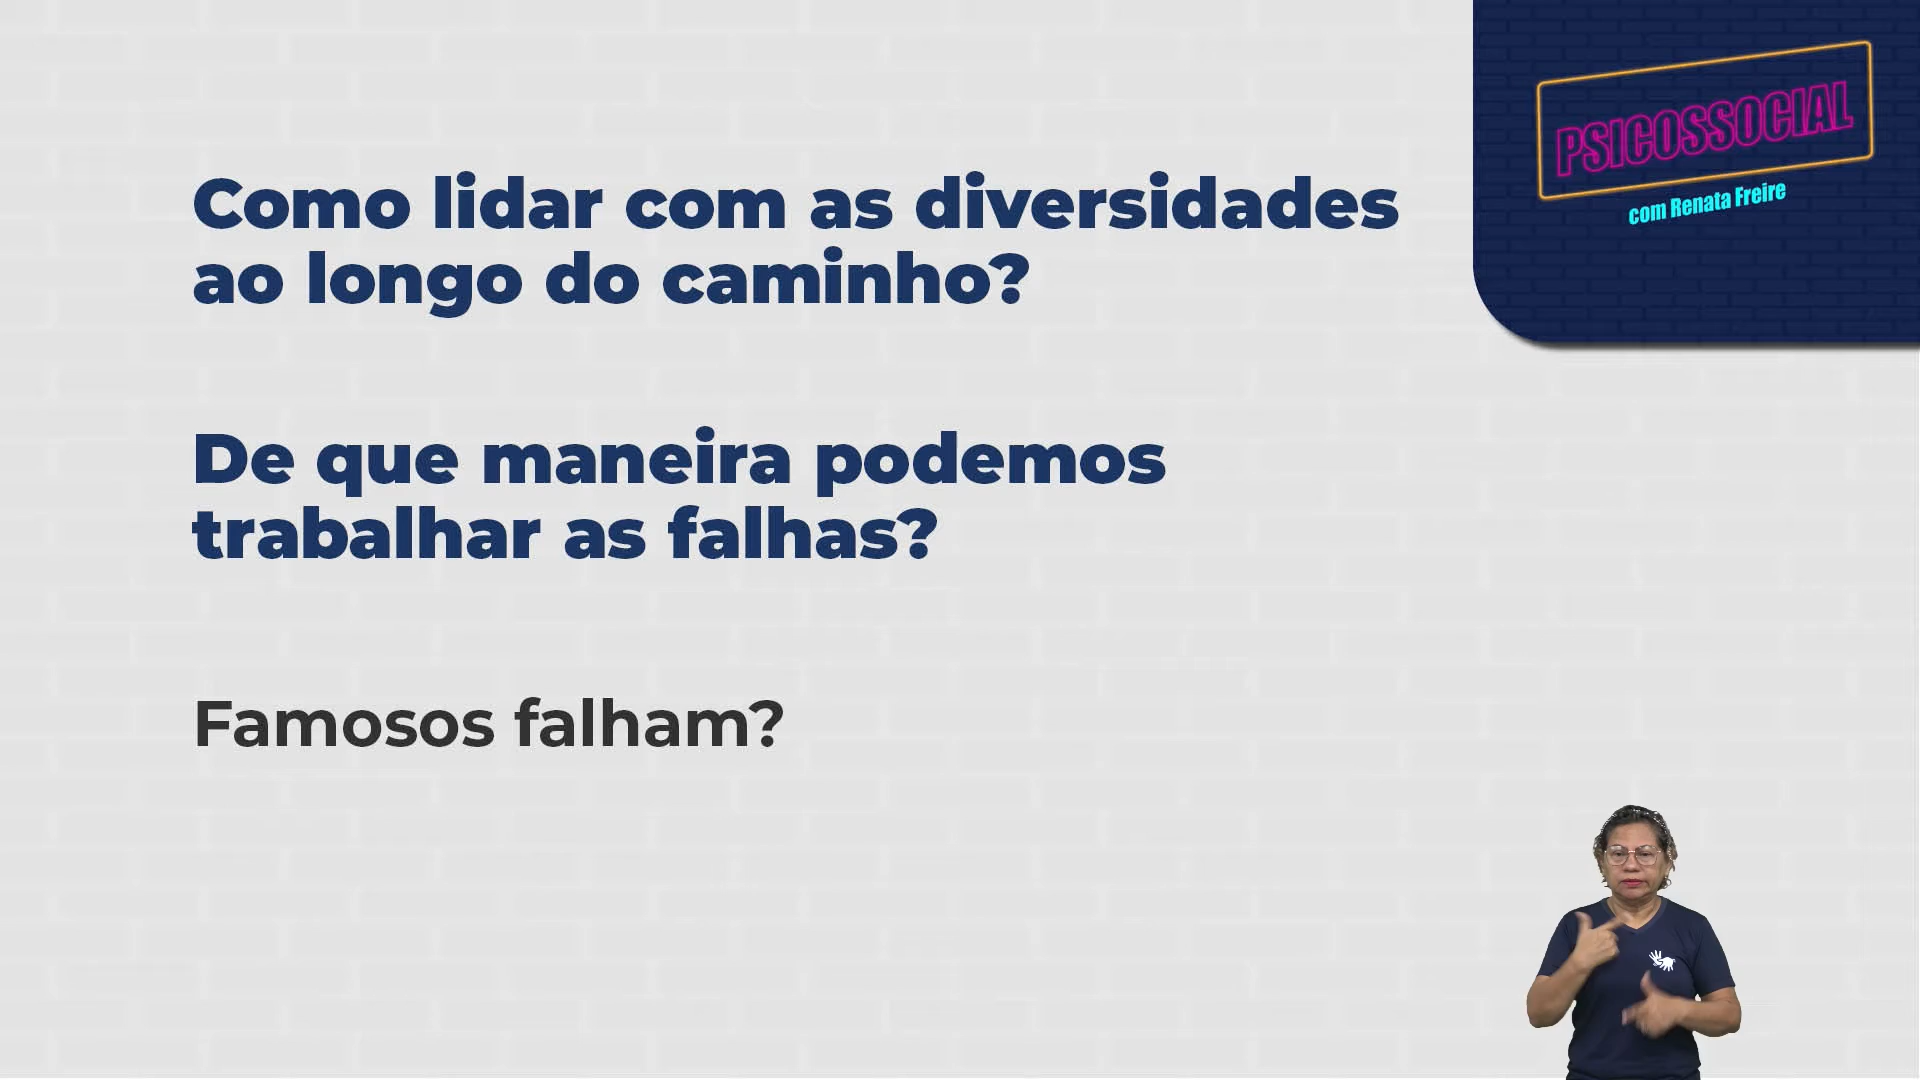 Como lidar com as diversidades
ao longo do caminho?
De que maneira podemos
trabalhar as falhas?
Famosos falham?
PSICOSSOCIAL
com Renata Freire